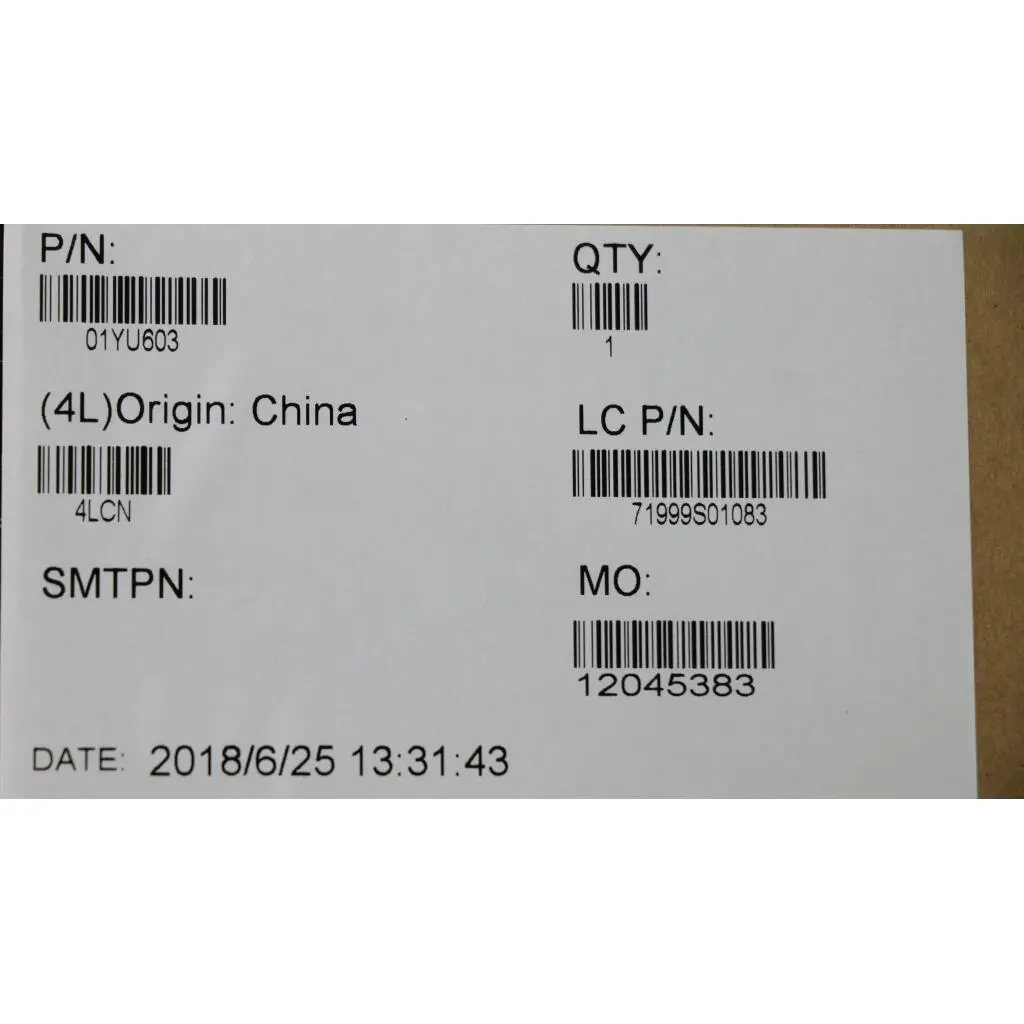 P/N:
01YU603
QTY:
1
(4L)Origin: China
4LCN
LC P/N:
71999S01083
SMTPN:
MO:
12045383
DATE: 2018/6/25 13:31:43